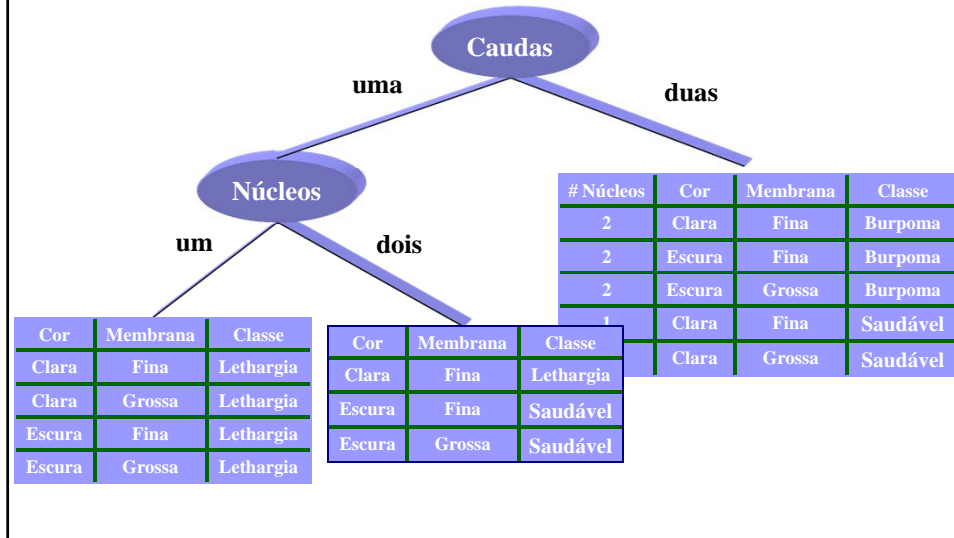 Caudas
uma
duas
Núcleos
um
dois
# Núcleos Cor Membrana Classe
2 Clara Fina Burpoma
2 Escura Fina Burpoma
2 Escura Grossa Burpoma
1 Clara Fina Saudável
Clara Grossa Saudável
Cor Membrana Classe
Clara Fina Lethargia
Clara Grossa Lethargia
Escura Fina Lethargia
Escura Grossa Lethargia
Cor Membrana Classe
Clara Fina Lethargia
Escura Fina Saudável
Escura Grossa Saudável